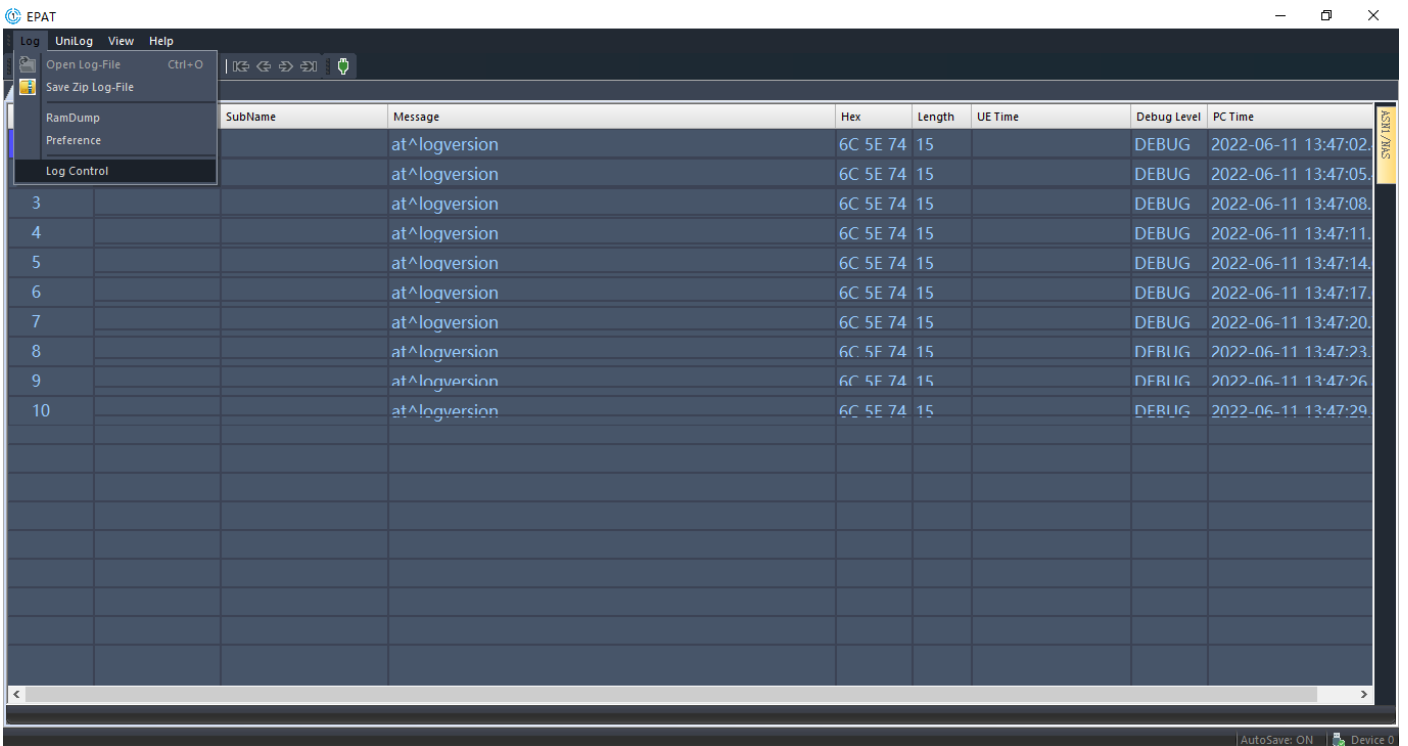 EPAT
Log UniLog View Help
Open Log-File Ctrl+O
Save Zip Log-File
RamDump
Preference
Log Control
SubName Message Hex Length UE Time Debug Level PC Time
at^logversion 6C 5E 74 15 DEBUG 2022-06-11 13:47:02.
at^logversion 6C 5E 74 15 DEBUG 2022-06-11 13:47:05.
3 at^logversion 6C 5E 74 15 DEBUG 2022-06-11 13:47:08.
4 at^logversion 6C 5E 74 15 DEBUG 2022-06-11 13:47:11.
5 at^logversion 6C 5E 74 15 DEBUG 2022-06-11 13:47:14.
6 at^logversion 6C 5E 74 15 DEBUG 2022-06-11 13:47:17.
7 at^logversion 6C 5E 74 15 DEBUG 2022-06-11 13:47:20.
8 at^logversion 6C 5E 74 15 DEBUG 2022-06-11 13:47:23.
9 at^logversion 6C 5E 74 15 DEBUG 2022-06-11 13:47:26.
10 at^logversion 6C 5E 74 15 DEBUG 2022-06-11 13:47:29.
ASN1/NAS
AutoSave: ON Device 0